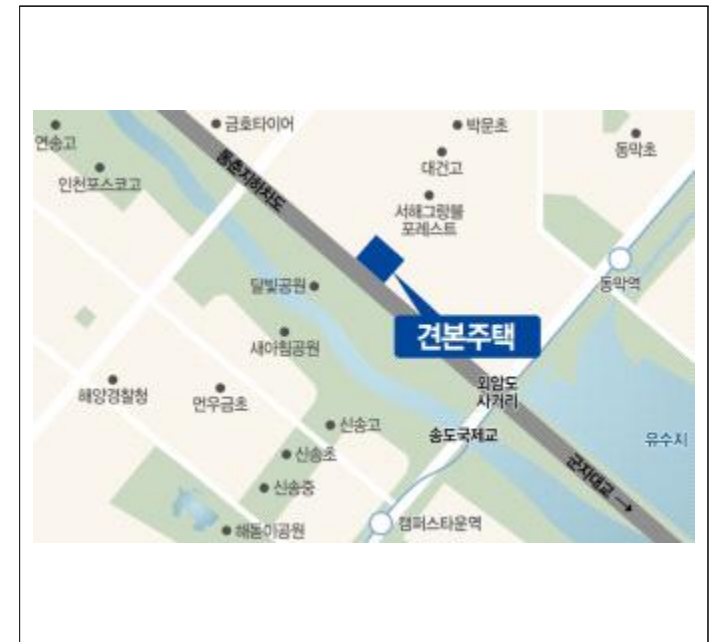 연송고
금호타이어
박문초
동막초
인천포스코고
동춘지하차도
대건고
서해그랑블
포레스트
달빛공원
동막역
새아침공원
견본주택
해양경찰청
먼우금초
외암도
사거리
신송고
송도국제교
유수지
신송초
신송중
군자대교 →
해돋이공원
캠퍼스타운역